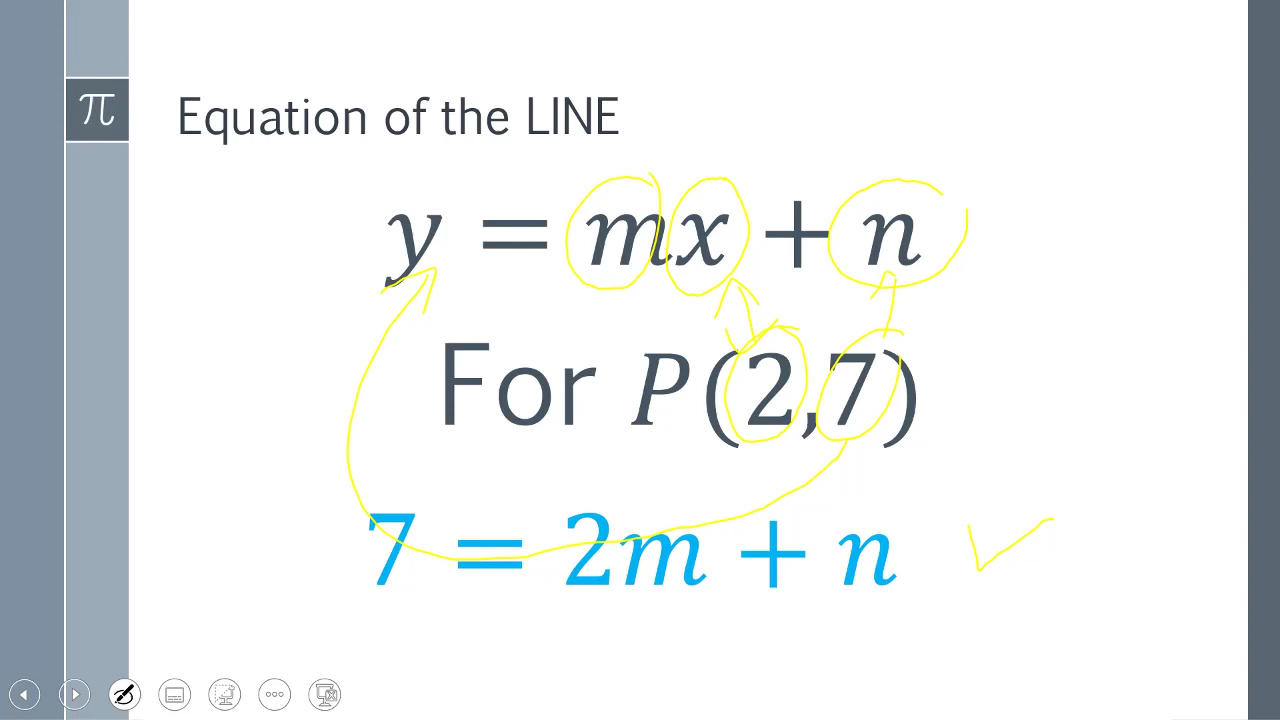 π
Equation of the LINE
y = mx + n
For P(2,7)
7 = 2m + n